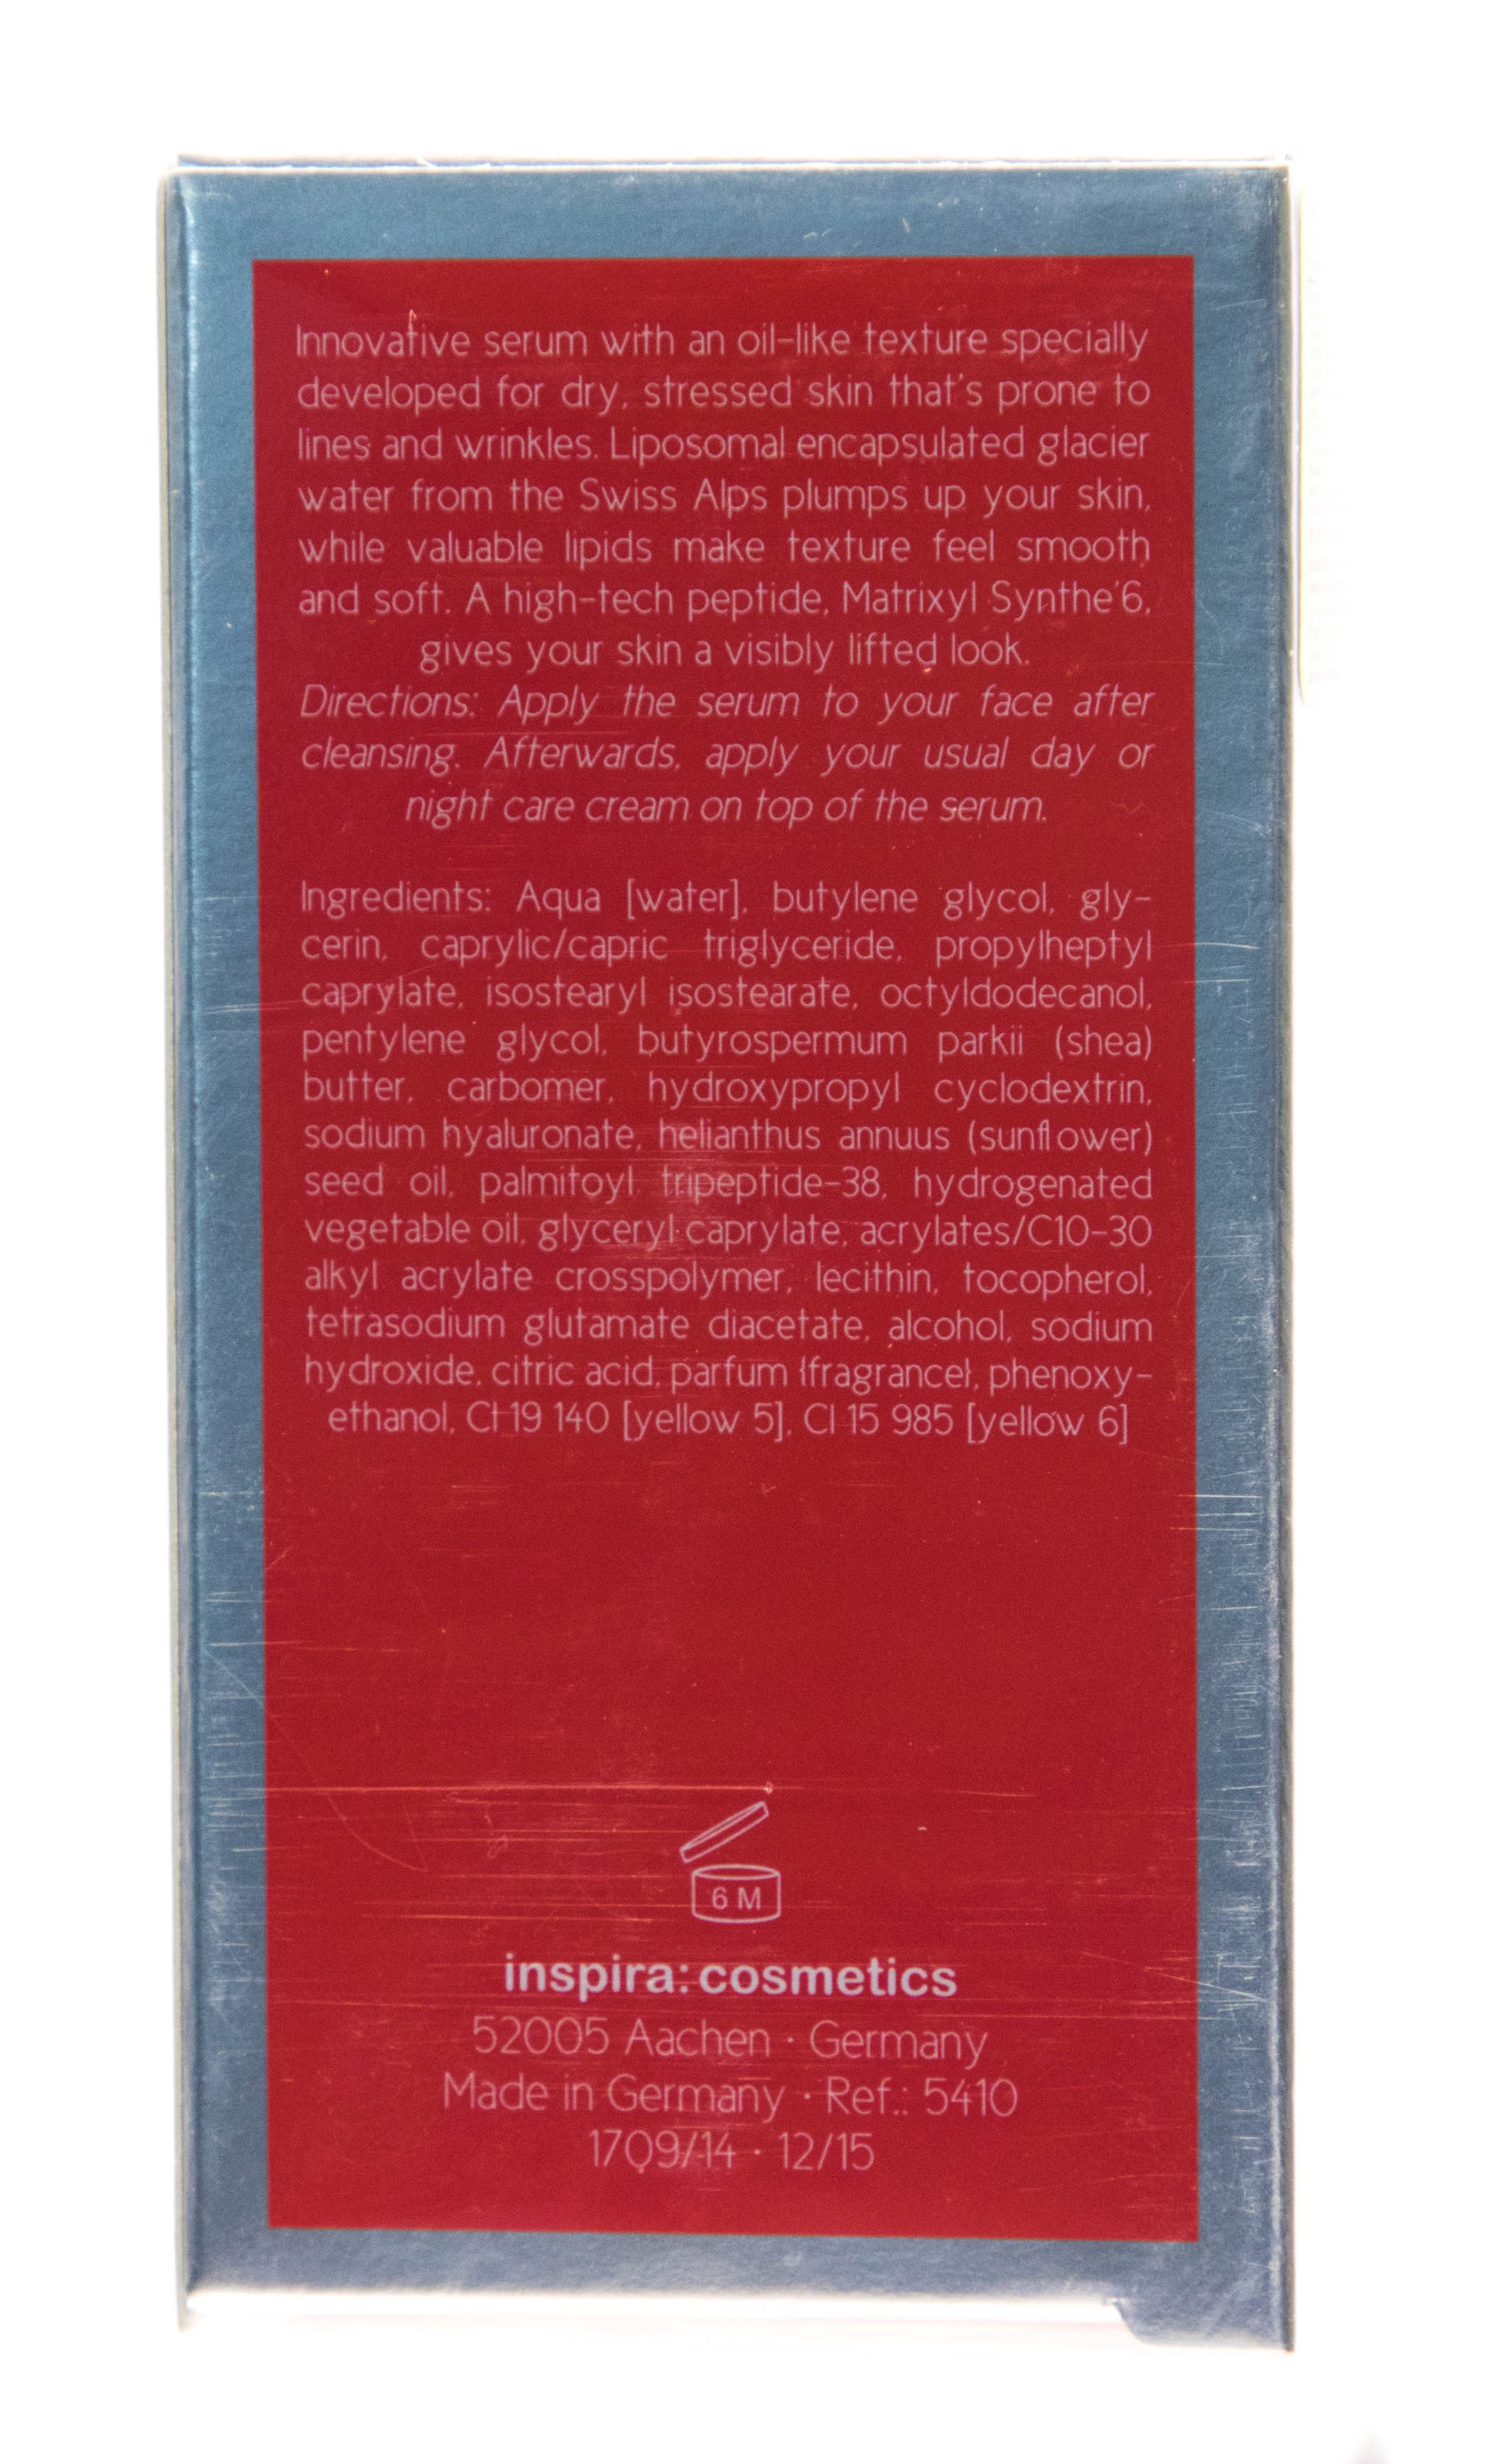 Innovative serum with an oil-like texture specially
developed for dry, stressed skin that's prone to
lines and wrinkles. Liposomal encapsulated glacier
water from the Swiss Alps plumps up your skin,
while valuable lipids make texture feel smooth
and soft. A high-tech peptide, Matrixyl Synthe'6,
gives your skin a visibly lifted look.
Directions: Apply the serum to your face after
cleansing. Afterwards, apply your usual day or
night care cream on top of the serum.
Ingredients: Aqua [water], butylene glycol, gly-
cerin, caprylic/capric triglyceride, propylheptyl
caprylate, isostearyl isostearate, octyldodecanol,
pentylene glycol, butyrospermum parkii (shea)
butter, carbomer, hydroxypropyl cyclodextrin,
sodium hyaluronate, helianthus annuus (sunflower)
seed oil, palmitoyl tripeptide-38, hydrogenated
vegetable oil, glyceryl caprylate, acrylates/C10-30
alkyl acrylate crosspolymer, lecithin, tocopherol,
tetrasodium glutamate diacetate, alcohol, sodium
hydroxide, citric acid, parfum {fragrance}, phenoxy-
ethanol, CI 19 140 [yellow 5], CI 15 985 [yellow 6]
6 M
inspira: cosmetics
52005 Aachen · Germany
Made in Germany · Ref.: 5410
1709/14 · 12/15